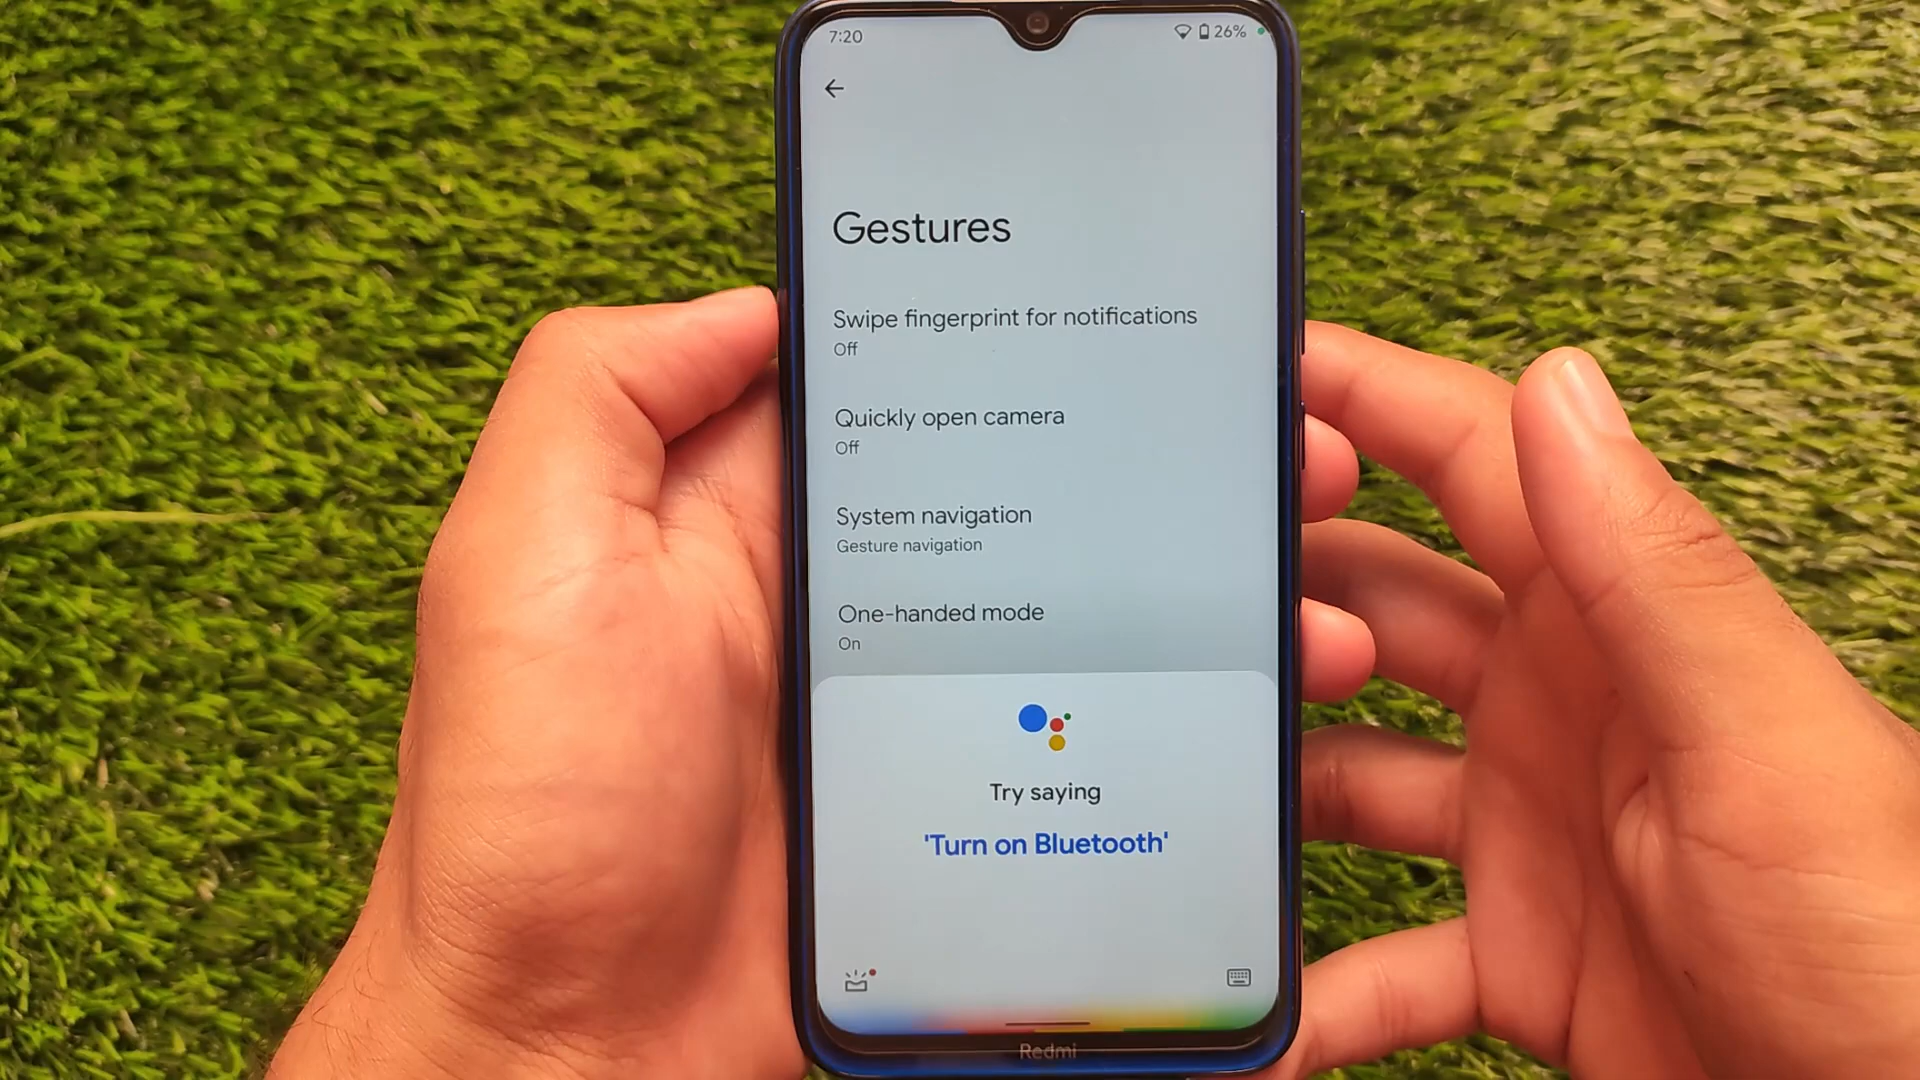 7:20
26%
Gestures
Swipe fingerprint for notifications
Off
Quickly open camera
Off
System navigation
Gesture navigation
One-handed mode
On
Try saying
'Turn on Bluetooth'
Redmi